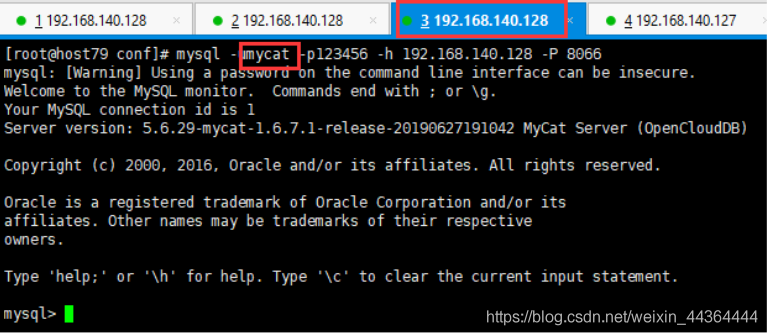 1 192.168.140.128 × 2 192.168.140.128 × 3 192.168.140.128 × 4 192.168.140.127
[root@host79 conf]# mysql -umycat -p123456 -h 192.168.140.128 -P 8066
mysql: [Warning] Using a password on the command line interface can be insecure.
Welcome to the MySQL monitor.  Commands end with ; or \g.
Your MySQL connection id is 1
Server version: 5.6.29-mycat-1.6.7.1-release-20190627191042 MyCat Server (OpenCloudDB)
Copyright (c) 2000, 2016, Oracle and/or its affiliates. All rights reserved.
Oracle is a registered trademark of Oracle Corporation and/or its
affiliates. Other names may be trademarks of their respective
owners.
Type 'help;' or '\h' for help. Type '\c' to clear the current input statement.
mysql>
https://blog.csdn.net/weixin_44364444